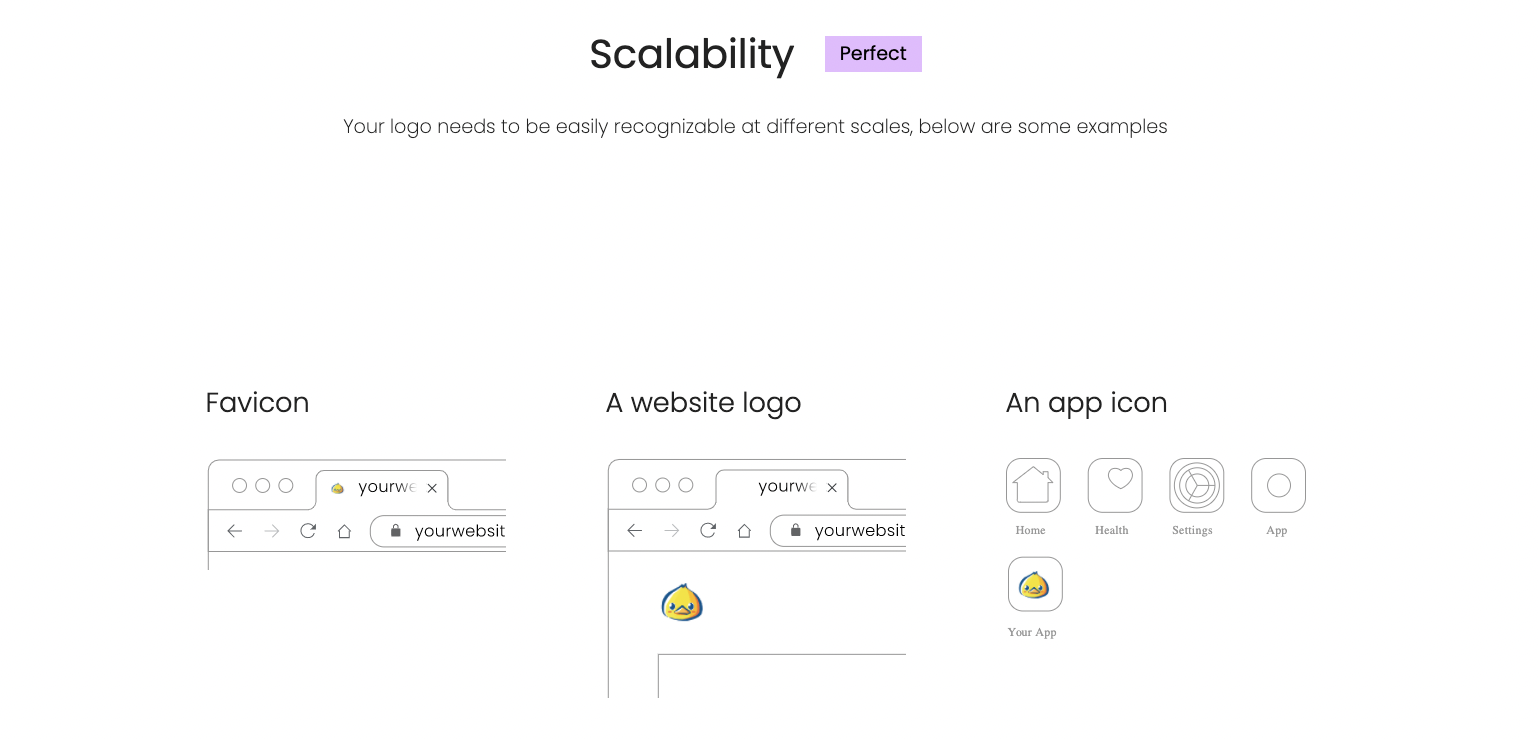 Scalability
Perfect
Your logo needs to be easily recognizable at different scales, below are some examples
Favicon
yourwe
yourwebsit
A website logo
yourwe
yourwebsit
An app icon
Home
Health
Settings
App
Your App